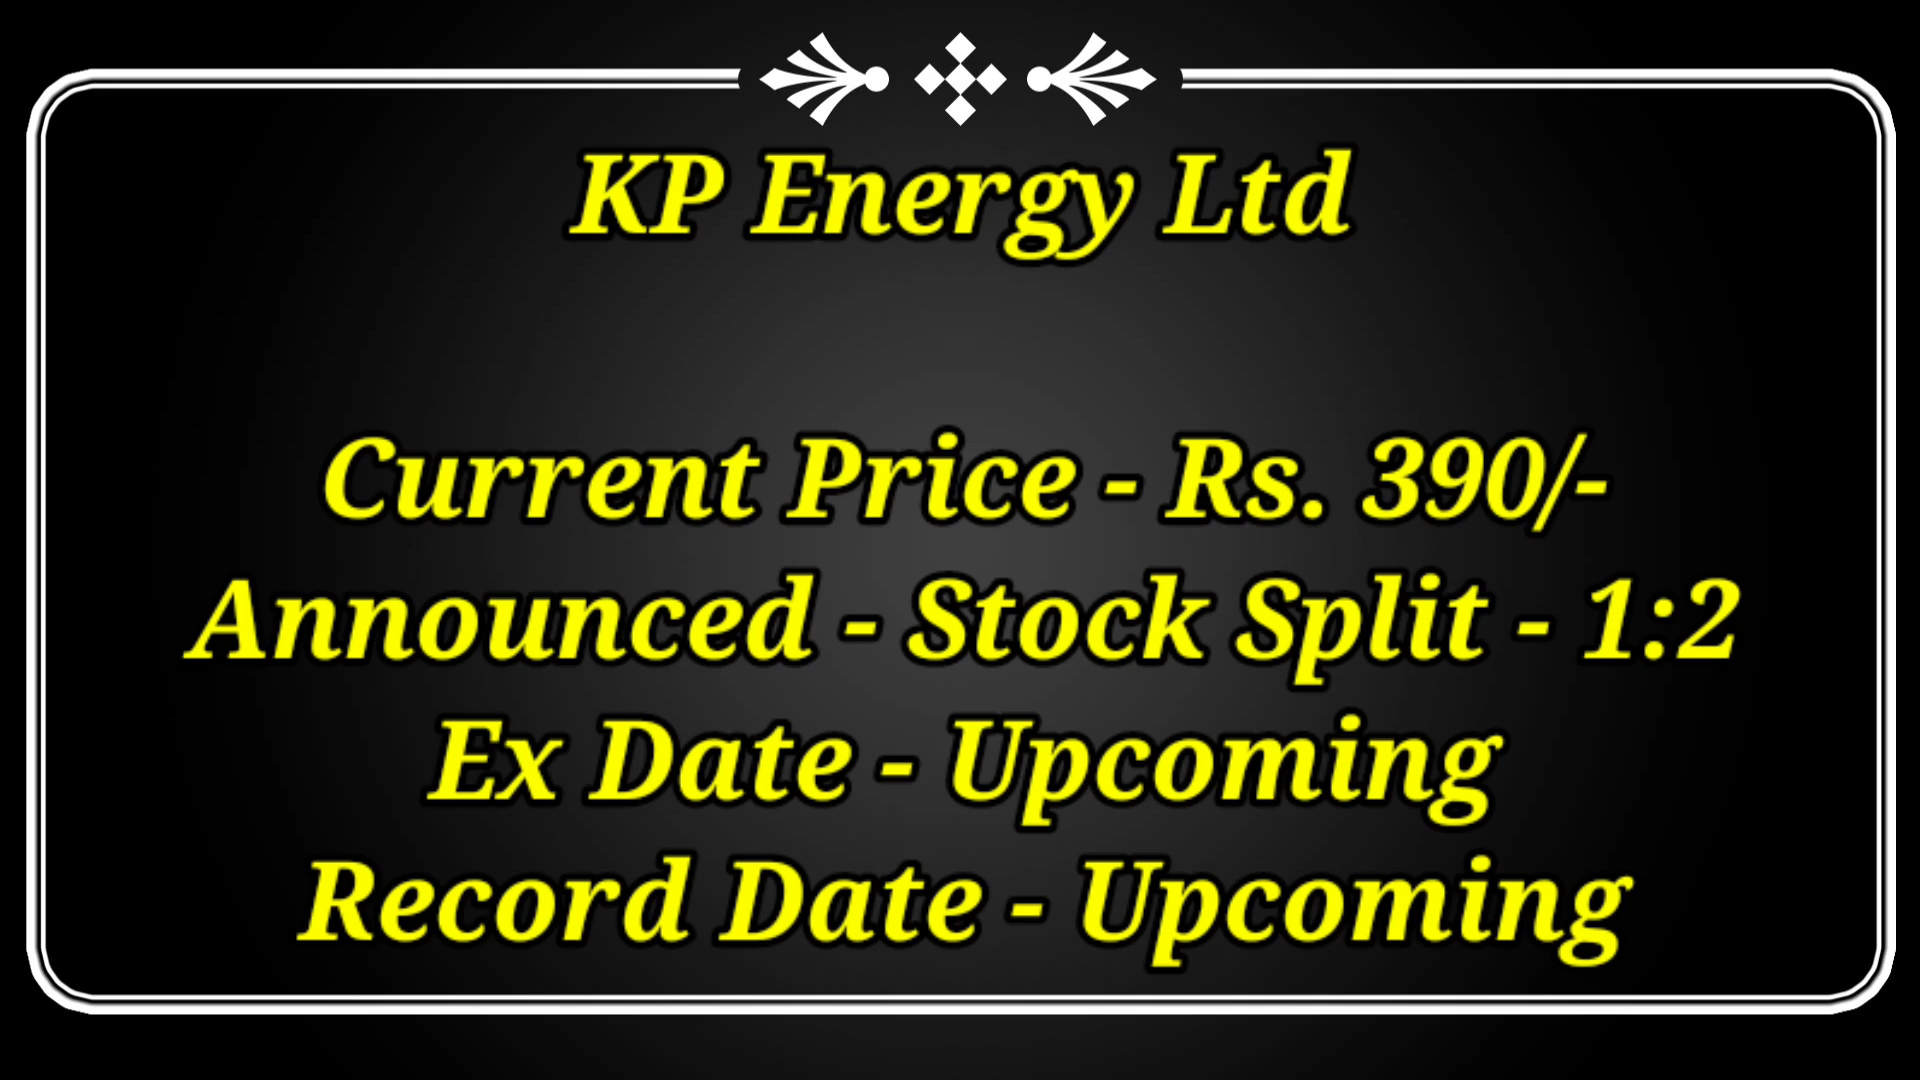 KP Energy Ltd
Current Price - Rs. 390/-
Announced - Stock Split - 1:2
Ex Date - Upcoming
Record Date - Upcoming